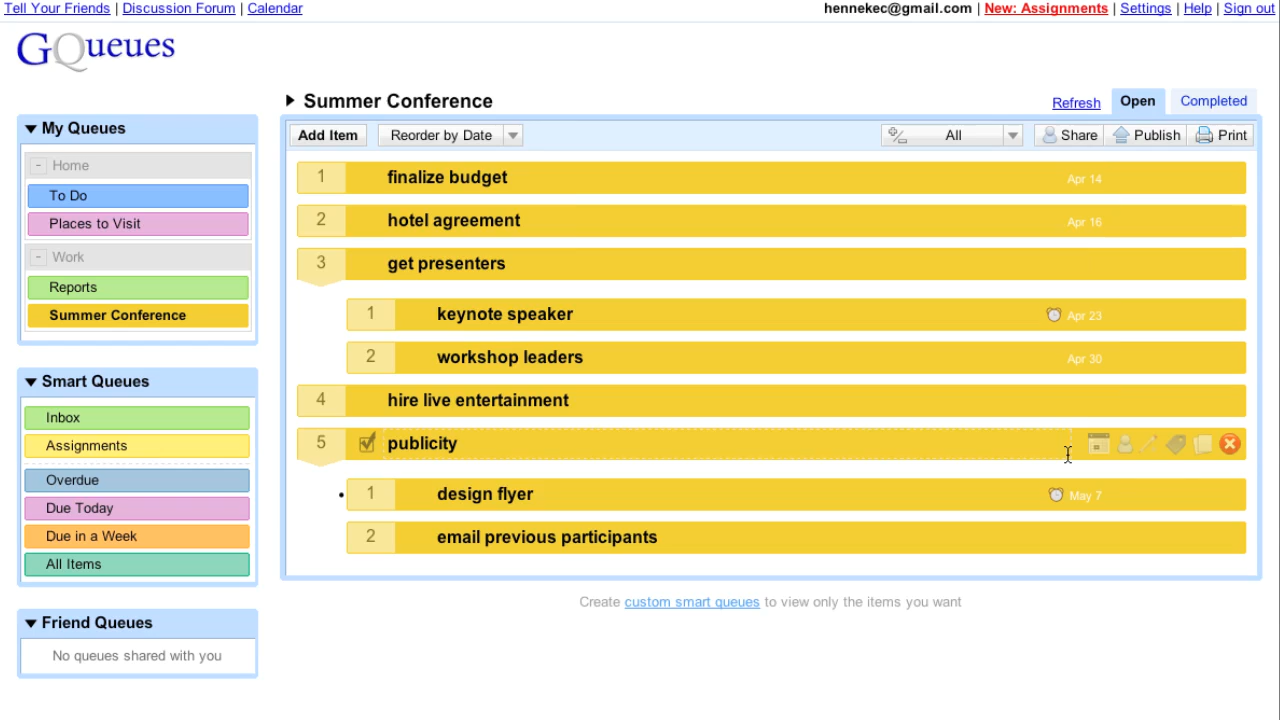 Tell Your Friends | Discussion Forum | Calendar
hennekec@gmail.com | New: Assignments | Settings | Help | Sign out
GQueues
My Queues
- Home
To Do
Places to Visit
- Work
Reports
Summer Conference
Smart Queues
Inbox
Assignments
Overdue
Due Today
Due in a Week
All Items
Friend Queues
No queues shared with you
Summer Conference
Refresh Open Completed
Add Item Reorder by Date All Share Publish Print
1 finalize budget Apr 14
2 hotel agreement Apr 16
3 get presenters
1 keynote speaker Apr 23
2 workshop leaders Apr 30
4 hire live entertainment
5 publicity
1 design flyer May 7
2 email previous participants
Create custom smart queues to view only the items you want